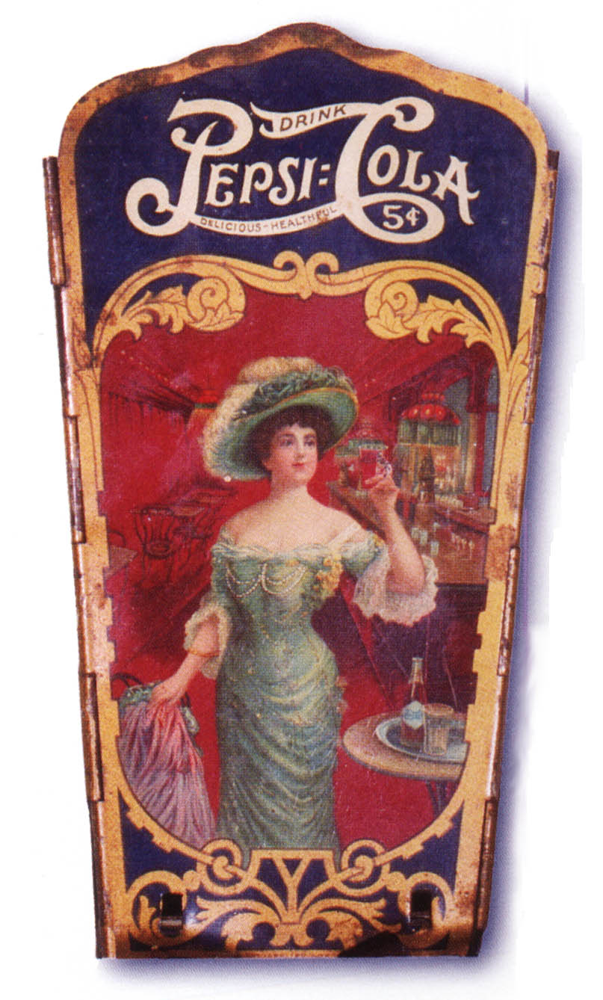 DRINK
PEPSI=COLA
DELICIOUS-HEALTHFUL
5¢